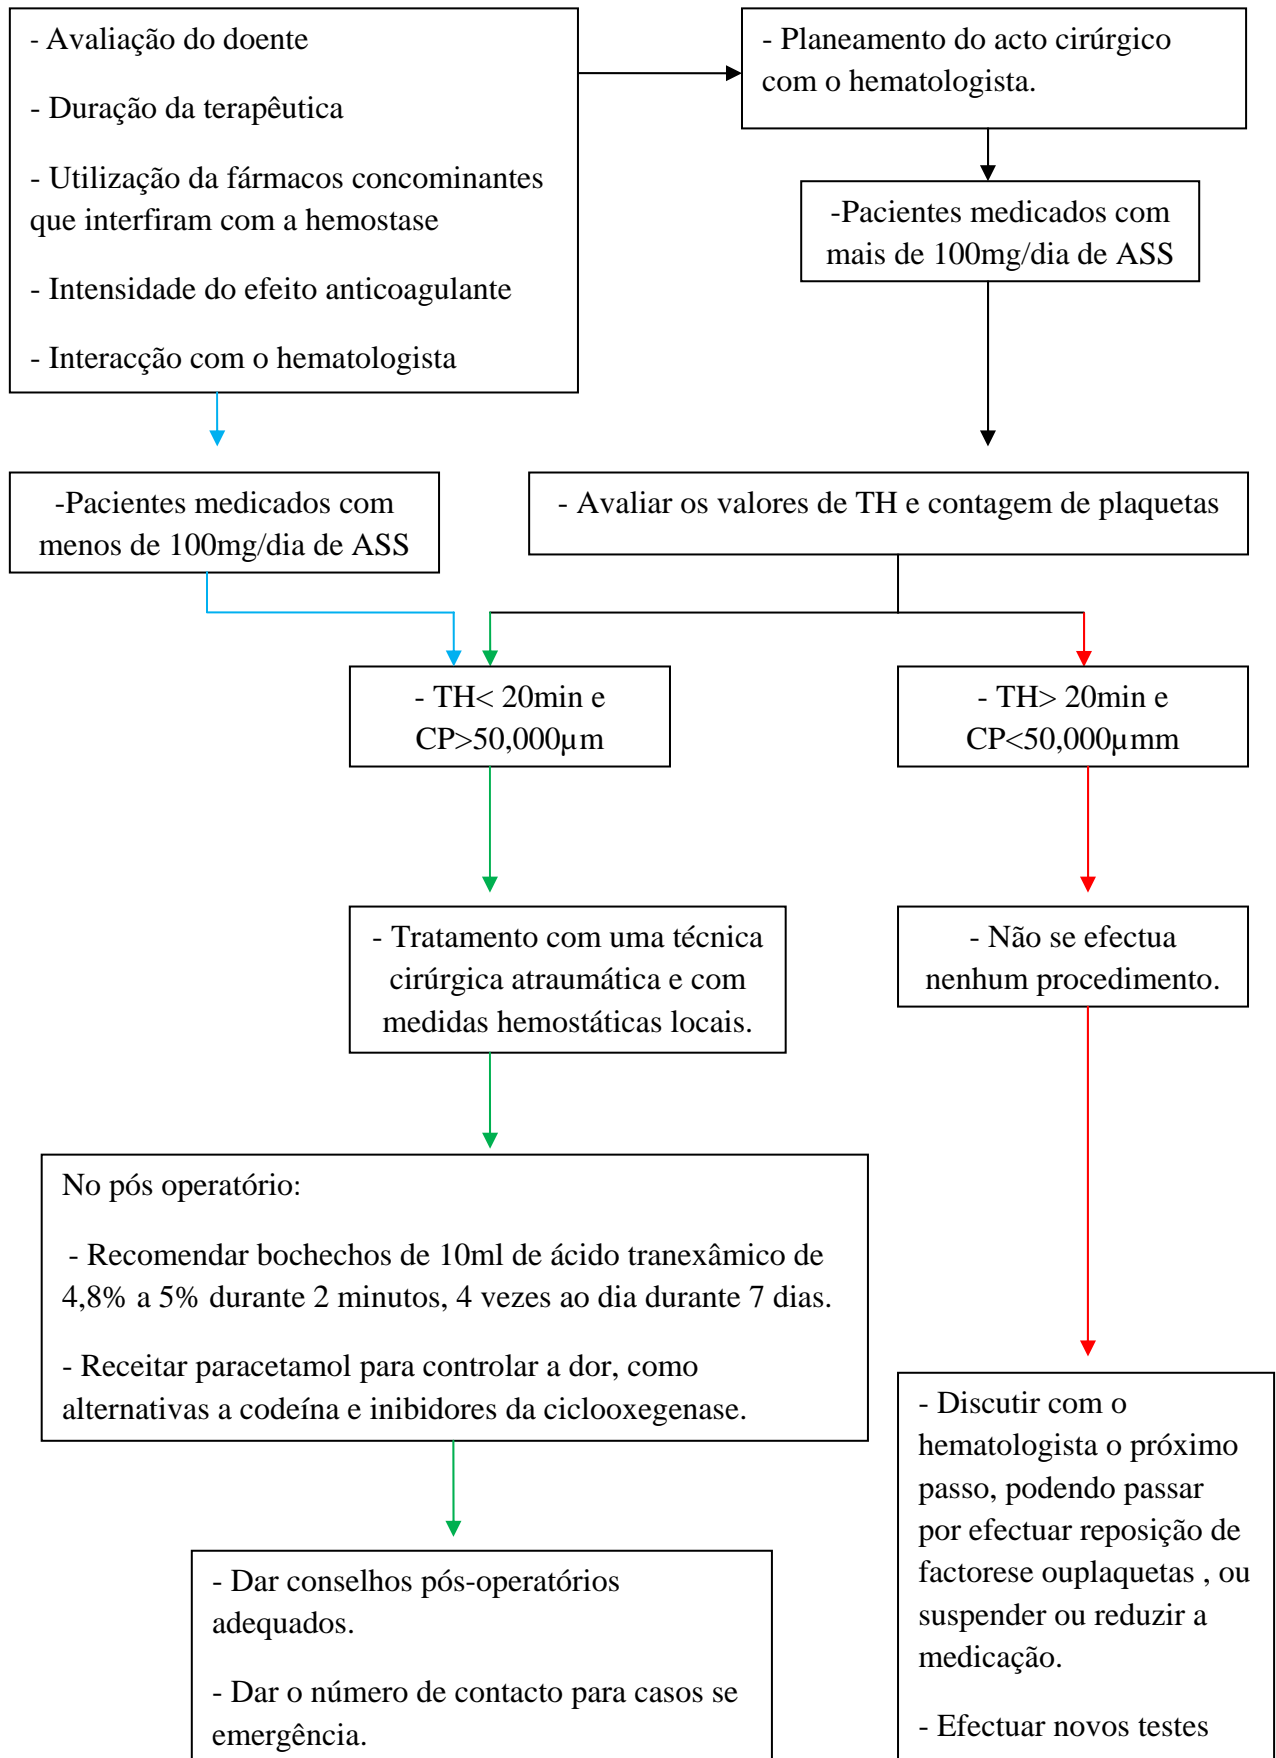 - Avaliação do doente
- Duração da terapêutica
- Utilização da fármacos concominantes
que interfiram com a hemostase
- Intensidade do efeito anticoagulante
- Interacção com o hematologista
- Planeamento do acto cirúrgico
com o hematologista.
-Pacientes medicados com
mais de 100mg/dia de ASS
-Pacientes medicados com
menos de 100mg/dia de ASS
- Avaliar os valores de TH e contagem de plaquetas
- TH< 20min e
CP>50,000µm
- TH> 20min e
CP<50,000µmm
- Tratamento com uma técnica
cirúrgica atraumática e com
medidas hemostáticas locais.
- Não se efectua
nenhum procedimento.
No pós operatório:
- Recomendar bochechos de 10ml de ácido tranexâmico de
4,8% a 5% durante 2 minutos, 4 vezes ao dia durante 7 dias.
- Receitar paracetamol para controlar a dor, como
alternativas a codeína e inibidores da ciclooxegenase.
- Discutir com o
hematologista o próximo
passo, podendo passar
por efectuar reposição de
factorese ouplaquetas , ou
suspender ou reduzir a
medicação.
- Efectuar novos testes
- Dar conselhos pós-operatórios
adequados.
- Dar o número de contacto para casos se
emergência.